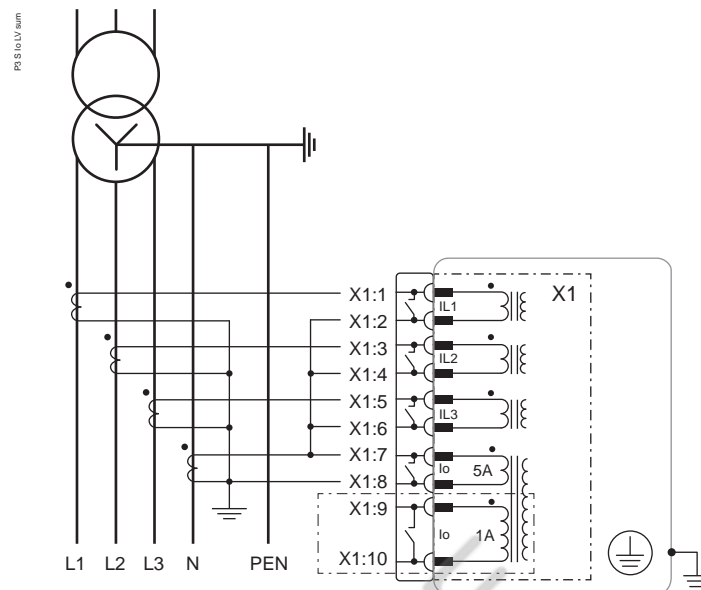 P3 S Io LV sum
X1
X1:1
IL1
X1:2
X1:3
IL2
X1:4
X1:5
IL3
X1:6
X1:7
Io 5A
X1:8
X1:9
Io 1A
X1:10
L1 L2 L3 N PEN